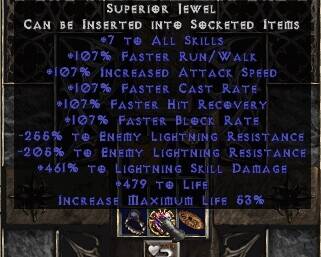 Superior Jewel
Can be Inserted into Socketed Items
+7 to All Skills
+107% Faster Run/Walk
+107% Increased Attack Speed
+107% Faster Cast Rate
+107% Faster Hit Recovery
+107% Faster Block Rate
-255% to Enemy Lightning Resistance
-205% to Enemy Lightning Resistance
+461% to Lightning Skill Damage
+479 to Life
Increase Maximum Life 53%